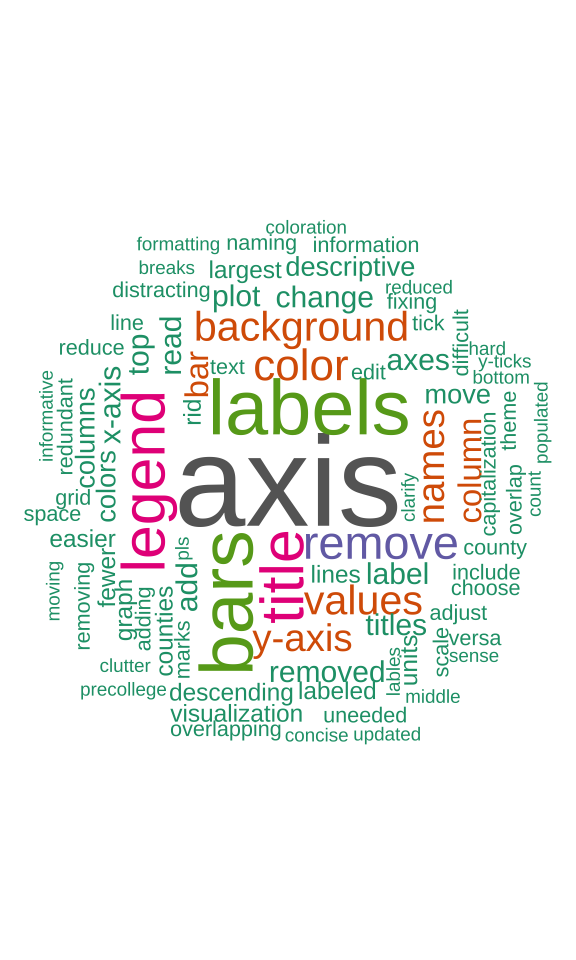 coloration
formatting naming information
breaks largest descriptive
distracting plot change reduced
fixing
line top read background tick difficult
reduce bar text color edit axes hard
y-ticks
bottom
informative redundant columns x-axis legend rid labels move populated
theme
names column capitalization
grid colors axis clarify overlap count
space
easier bars title remove county
moving removing fewer pls lines label include
graph adding add values choose
counties marks y-axis titles adjust
units scale versa
clutter removed lables sense
precollege descending labeled middle
visualization uneeded
overlapping concise updated